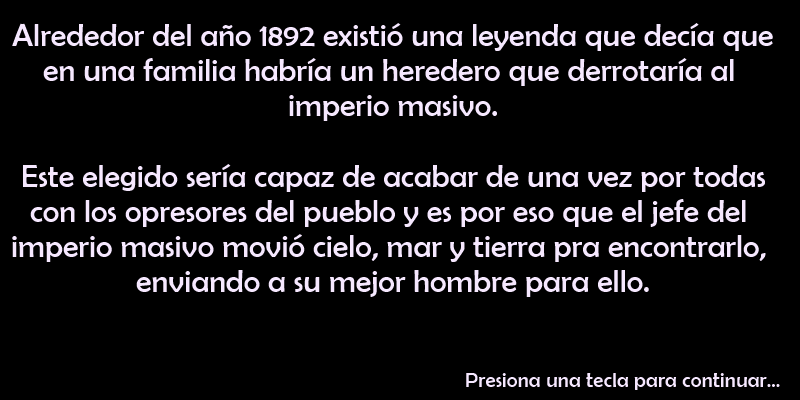 Alrededor del año 1892 existió una leyenda que decía que
en una familia habría un heredero que derrotaría al
imperio masivo.
Este elegido sería capaz de acabar de una vez por todas
con los opresores del pueblo y es por eso que el jefe del
imperio masivo movió cielo, mar y tierra pra encontrarlo,
enviando a su mejor hombre para ello.
Presiona una tecla para continuar...